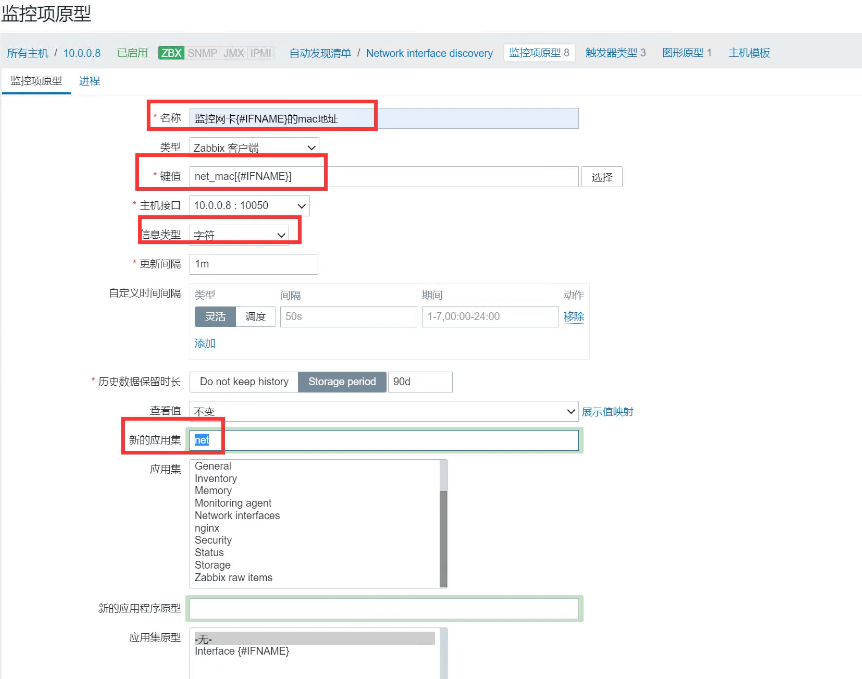 监控项原型
所有主机 / 10.0.0.8 已启用 ZBX SNMP JMX IPMI 自动发现清单 / Network interface discovery 监控项原型 8 触发器类型 3 图形原型 1 主机模板
监控项原型 进程
* 名称 监控网卡{#IFNAME}的mac地址
类型 Zabbix 客户端
* 键值 net_mac[{#IFNAME}] 选择
* 主机接口 10.0.0.8 : 10050
信息类型 字符
* 更新间隔 1m
自定义时间间隔 类型 间隔 期间 动作
灵活 调度 50s 1-7,00:00-24:00 移除
添加
* 历史数据保留时长 Do not keep history Storage period 90d
查看值 不变 展示值映射
新的应用集 net
应用集 General
Inventory
Memory
Monitoring agent
Network interfaces
nginx
Security
Status
Storage
Zabbix raw items
新的应用程序原型
应用集原型 -无-
Interface {#IFNAME}